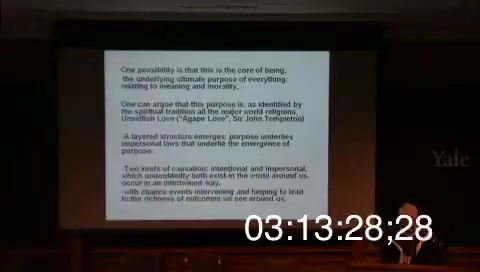 One possibility is that this is the core of being,
the underlying ultimate purpose of everything:
relating to meaning and morality.
One can argue that this purpose is, as identified by
the spiritual tradition all the major world religions,
Unselfish Love ("Agape Love", Sir John Templeton)
A layered structure emerges: purpose underlies
impersonal laws that underlie the emergence of
purpose.
-Two kinds of causation: intentional and impersonal,
which undoubtedly both exist in the world around us,
occur in an intertwined way.
-with chance events intervening and helping to lead
to the richness of outcomes we see around us.
Yale
03:13:28;28